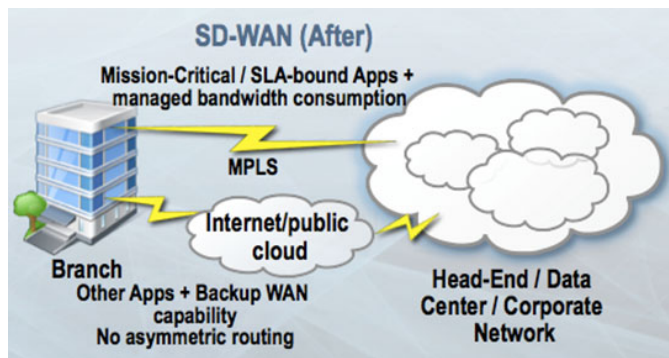 SD-WAN (After)
Mission-Critical / SLA-bound Apps +
managed bandwidth consumption
MPLS
Internet/public
cloud
Branch
Other Apps + Backup WAN
capability
No asymmetric routing
Head-End / Data
Center / Corporate
Network